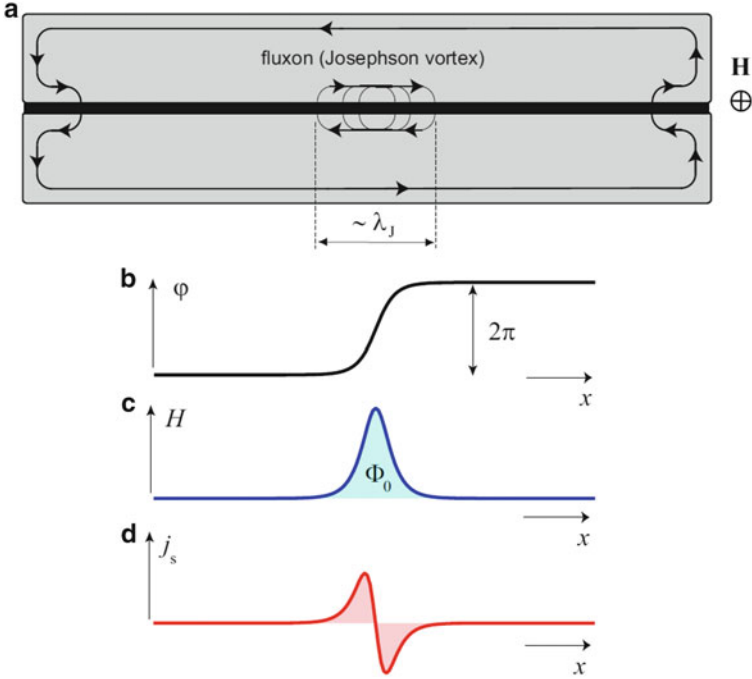 a
fluxon (Josephson vortex)
H
~ λJ
b
φ
2π
x
c
H
Φ0
x
d
js
x